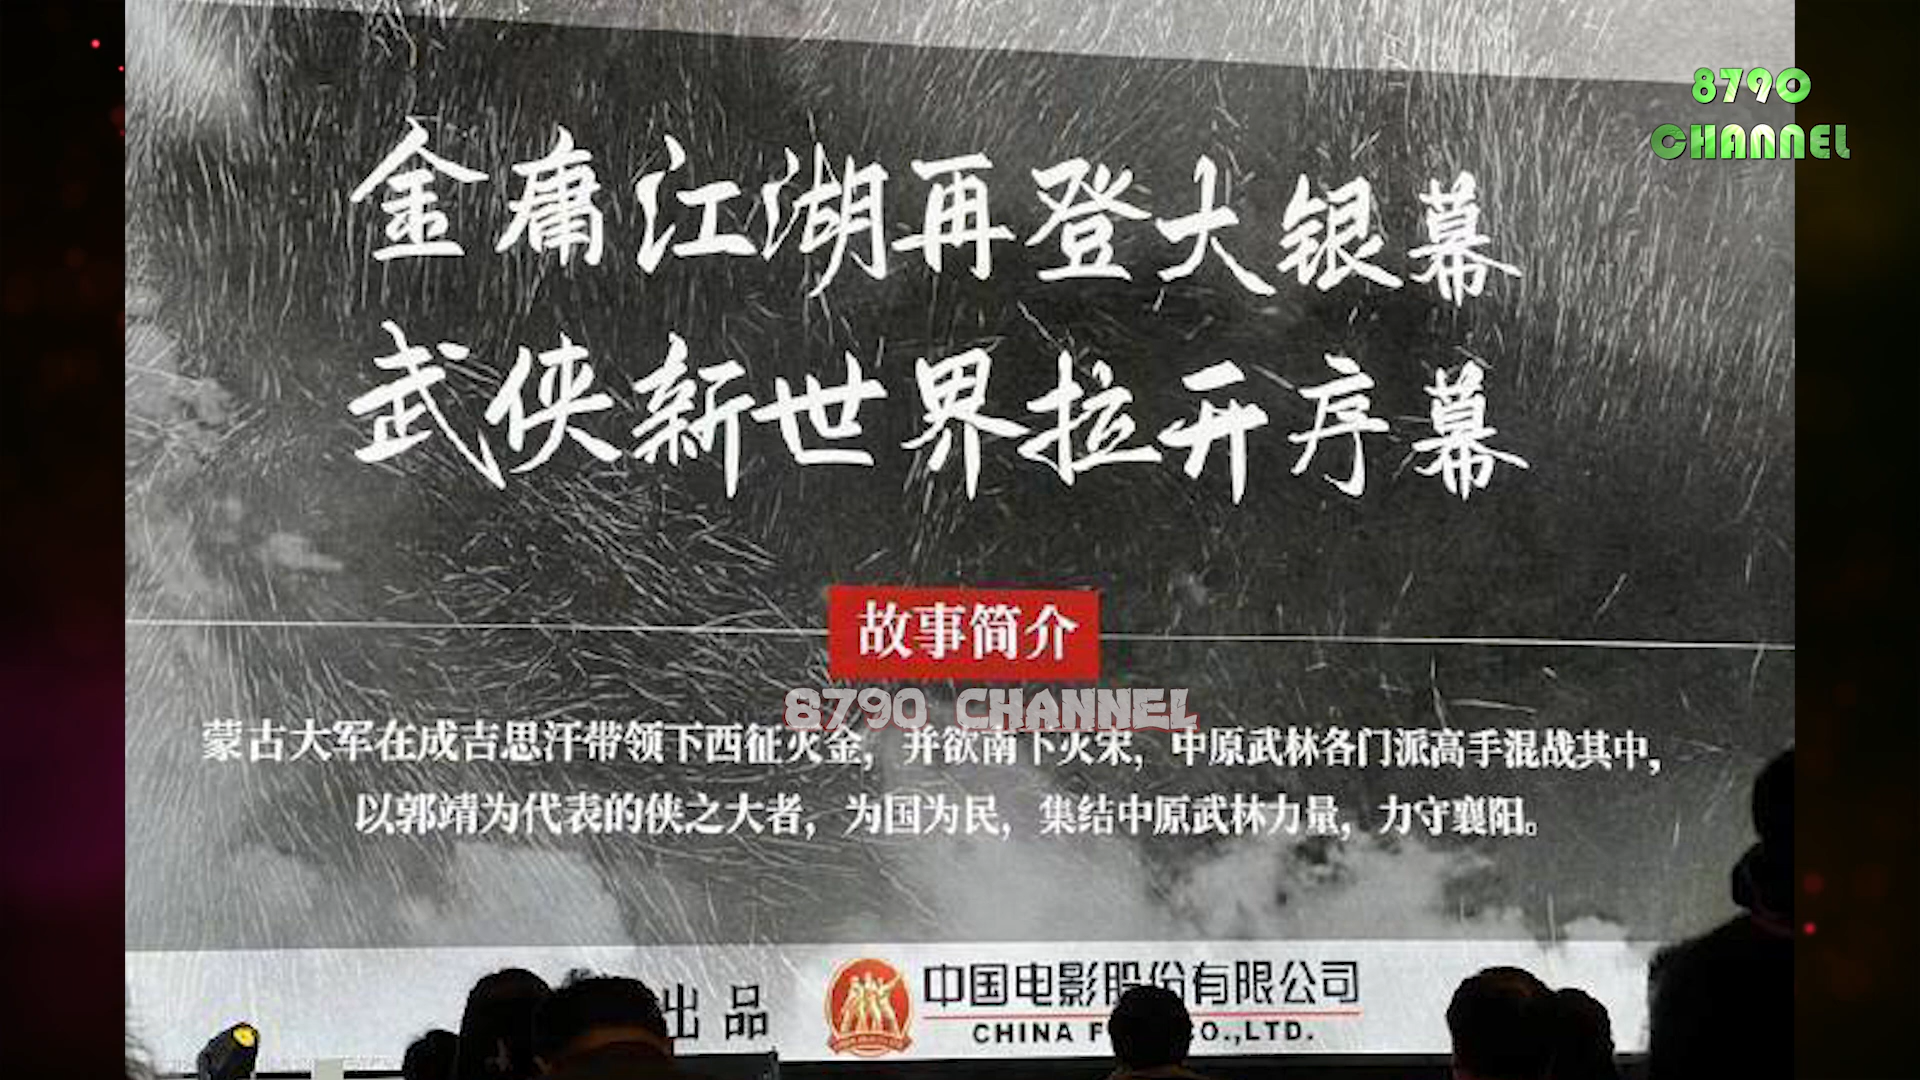 8790
CHANNEL
金庸江湖再登大银幕
武侠新世界拉开序幕
故事简介
8790 CHANNEL
蒙古大军在成吉思汗带领下西征灭金，并欲南下灭宋，中原武林各门派高手混战其中，
以郭靖为代表的侠之大者，为国为民，集结中原武林力量，力守襄阳。
出品
中国电影股份有限公司
CHINA F CO.,LTD.